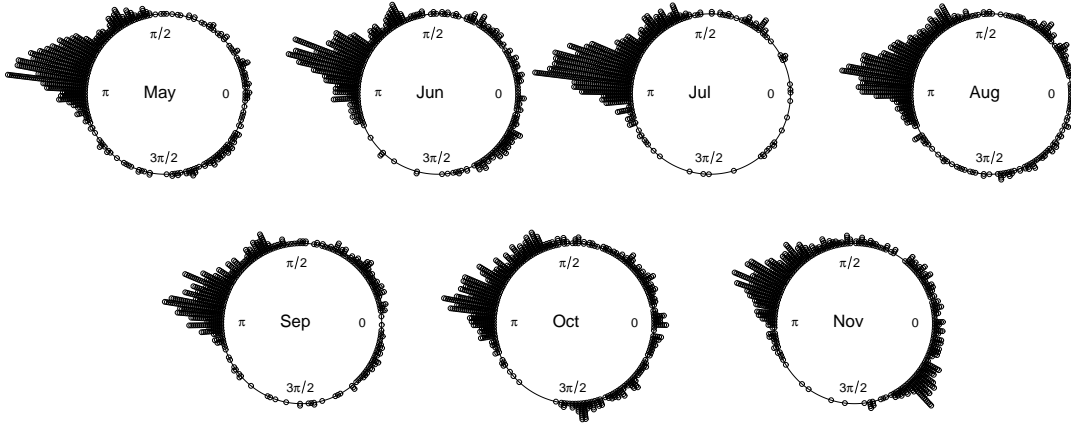 π/2 π/2 π/2 π/2
π May 0 π Jun 0 π Jul 0 π Aug
3π/2 3π/2 3π/2 3π/2
π/2 π/2 π/2
π Sep 0 π Oct 0 π Nov 0
3π/2 3π/2 3π/2